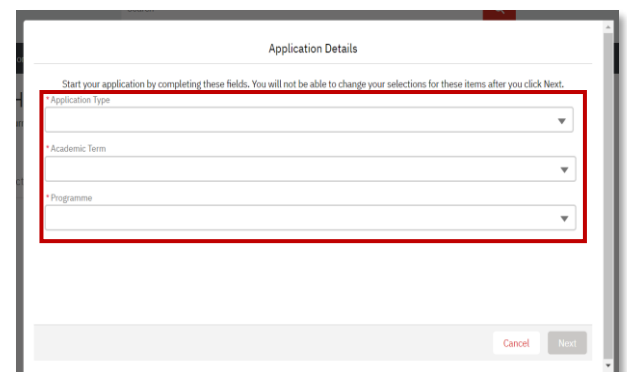 Application Details
Start your application by completing these fields. You will not be able to change your selections for these items after you click Next.
*Application Type
*Academic Term
*Programme
Cancel
Next